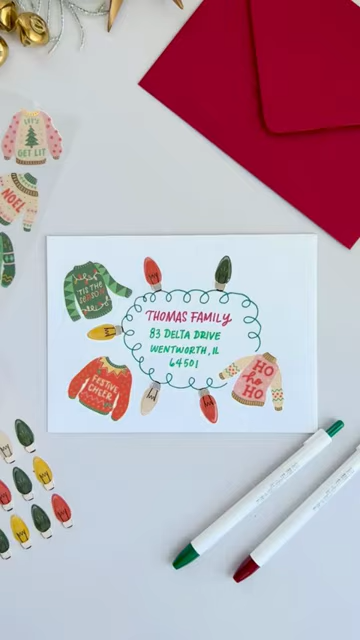 LET'S
GET LIT
NOEL
'TIS THE
SEASON
THOMAS FAMILY
83 DELTA DRIVE
WENTWORTH, IL
64501
FESTIVE
CHEER
HO
HO
HO